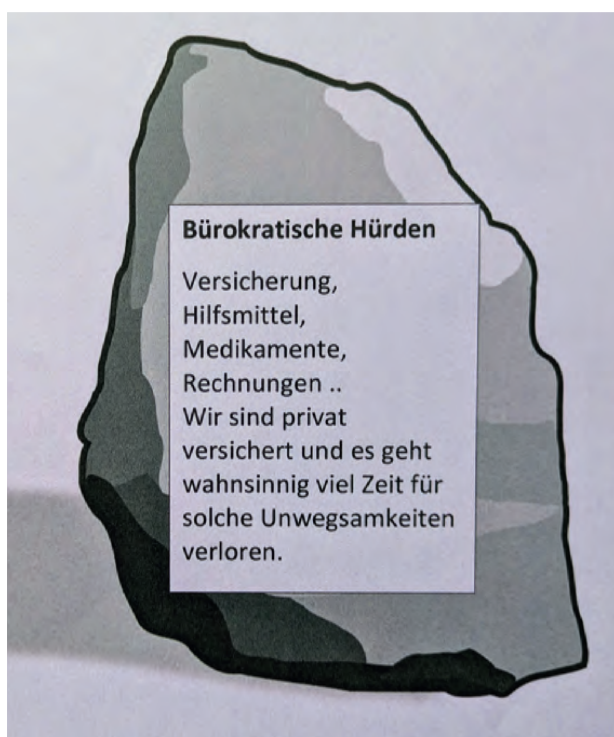 Bürokratische Hürden
Versicherung,
Hilfsmittel,
Medikamente,
Rechnungen ..
Wir sind privat
versichert und es geht
wahnsinnig viel Zeit für
solche Unwegsamkeiten
verloren.